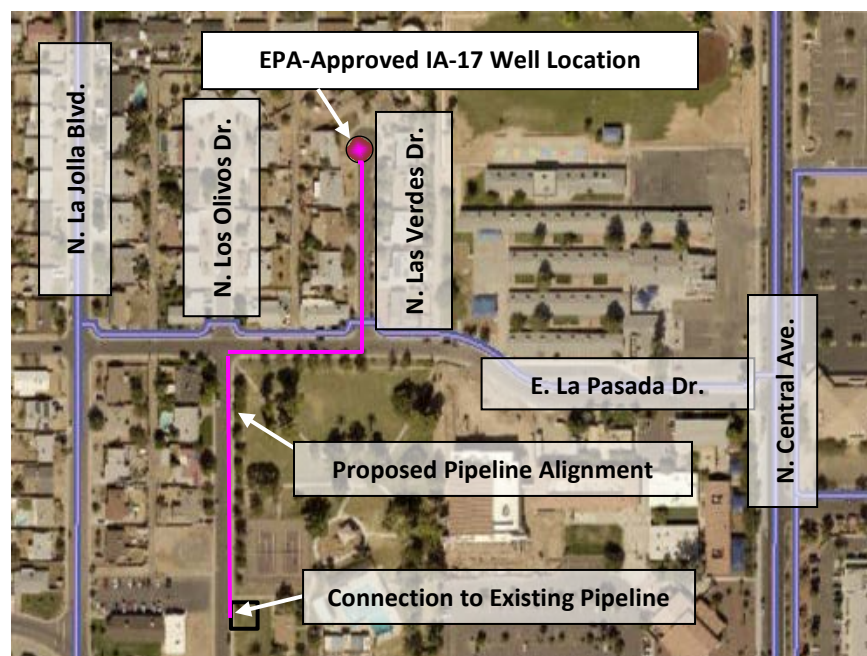 EPA-Approved IA-17 Well Location
N. La Jolla Blvd.
N. Los Olivos Dr.
N. Las Verdes Dr.
E. La Pasada Dr.
N. Central Ave.
Proposed Pipeline Alignment
Connection to Existing Pipeline